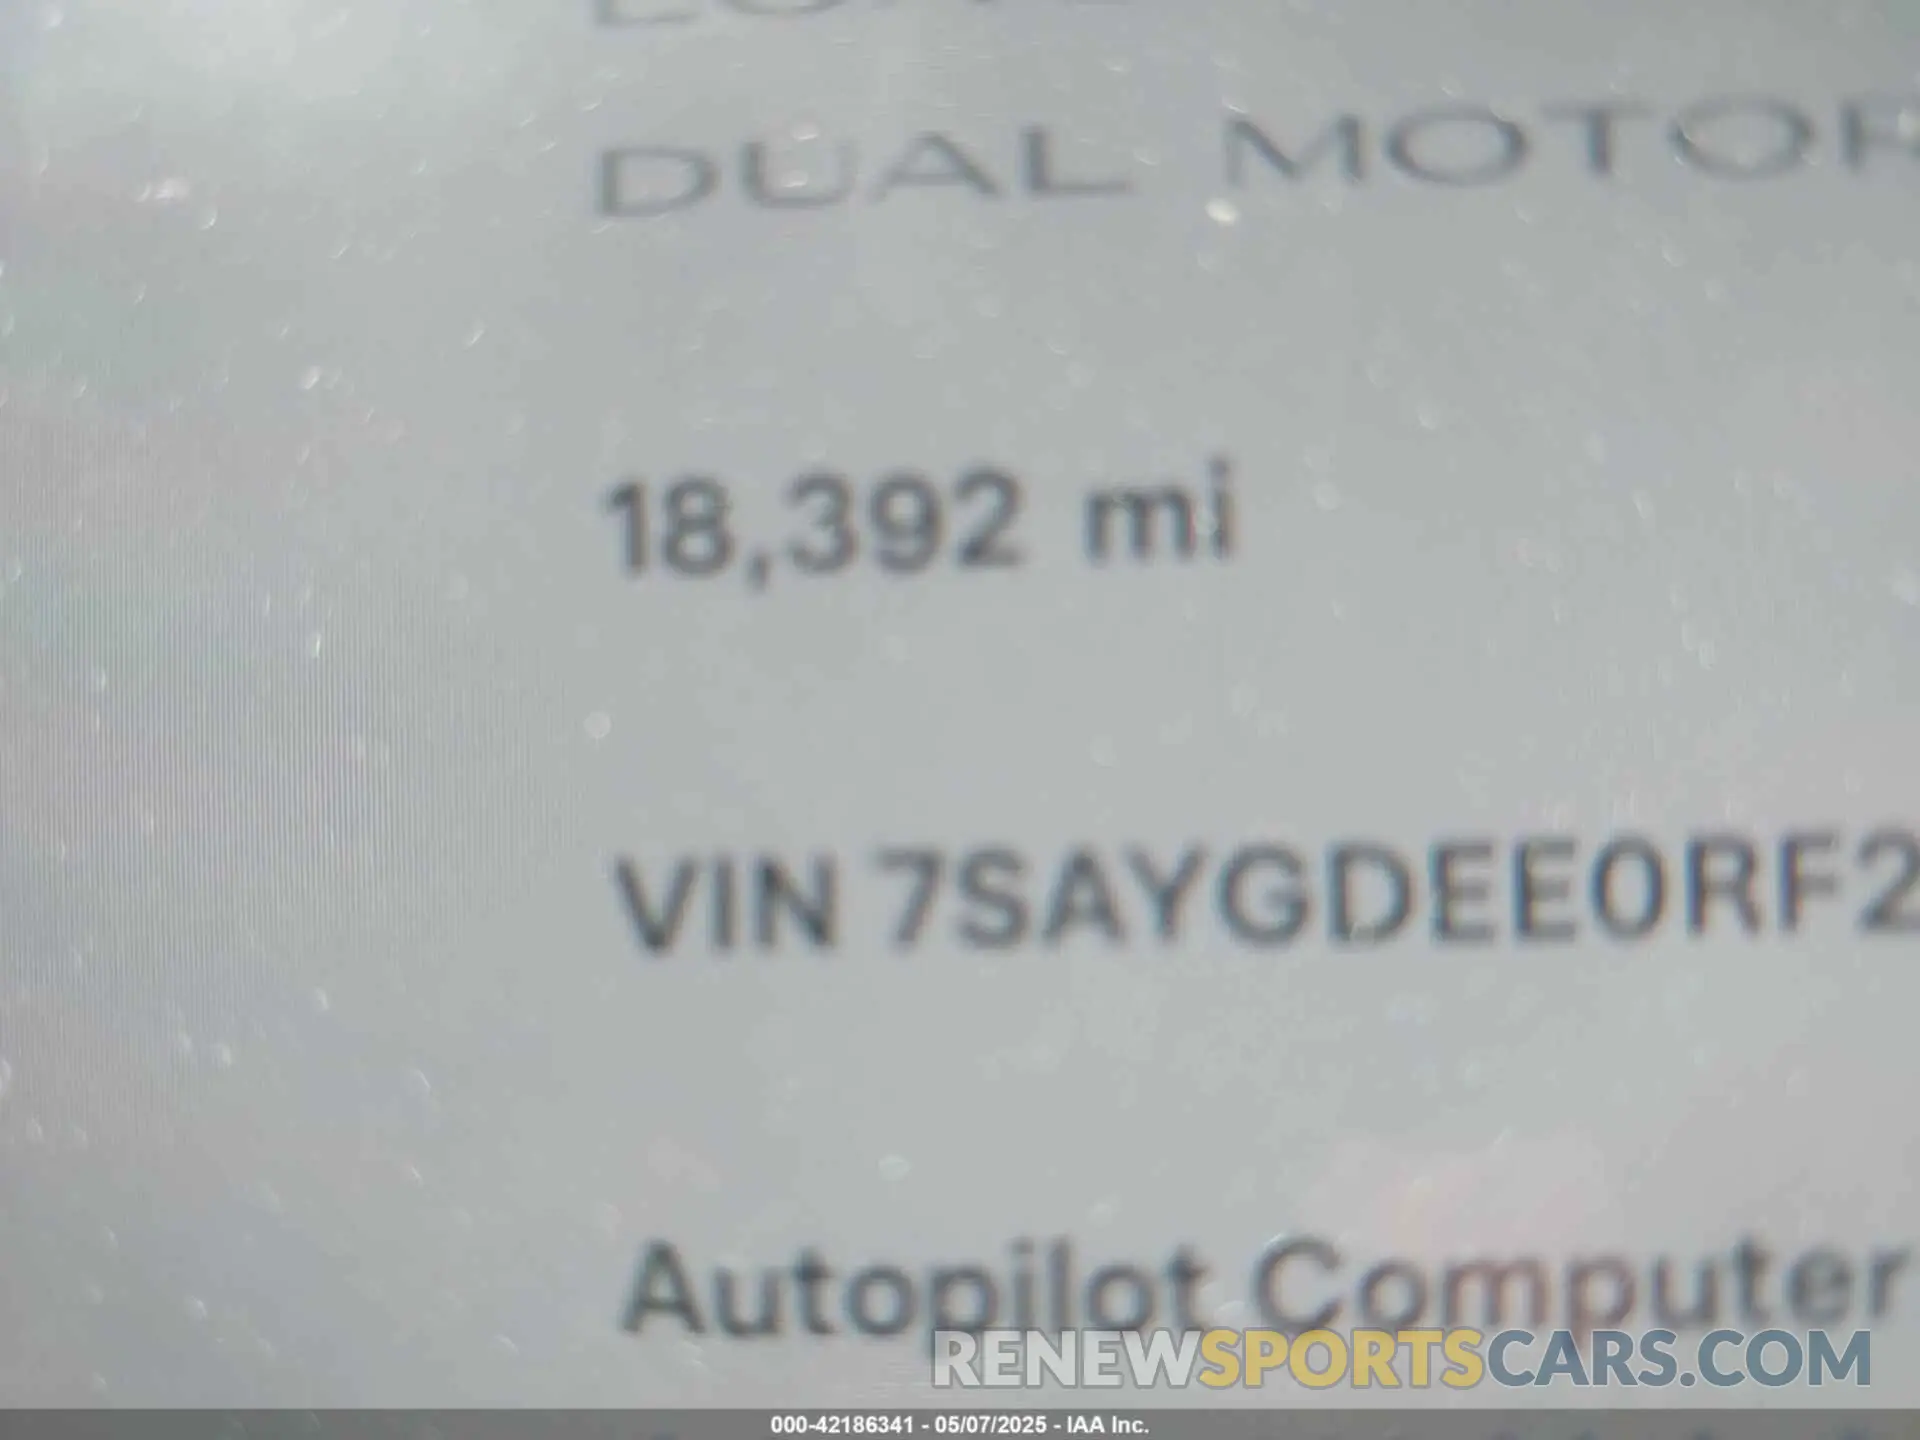 DUAL MOTOR
18,392 mi
VIN 7SAYGDEE0RF2
Autopilot Computer
RENEWSPORTSCARS.COM
000-42186341 - 05/07/2025 - IAA Inc.